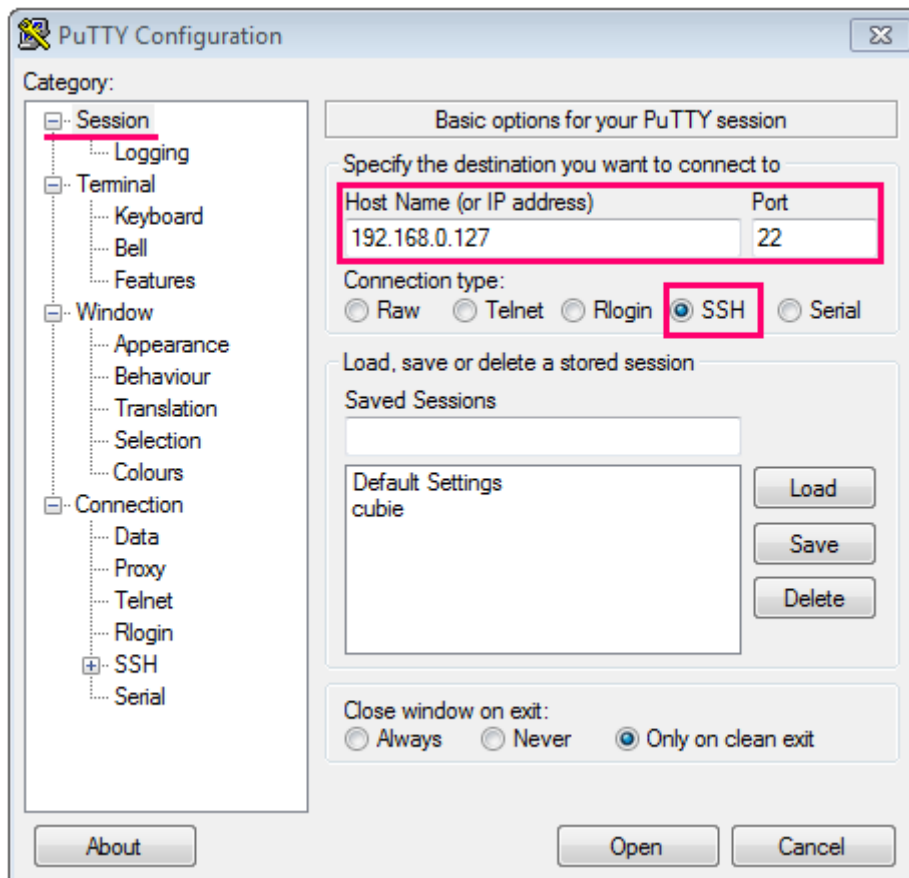 PuTTY Configuration
Category:
Session
Logging
Terminal
Keyboard
Bell
Features
Window
Appearance
Behaviour
Translation
Selection
Colours
Connection
Data
Proxy
Telnet
Rlogin
SSH
Serial
Basic options for your PuTTY session
Specify the destination you want to connect to
Host Name (or IP address) Port
192.168.0.127 22
Connection type:
Raw Telnet Rlogin SSH Serial
Load, save or delete a stored session
Saved Sessions
Default Settings
cubie
Load
Save
Delete
Close window on exit:
Always Never Only on clean exit
About Open Cancel